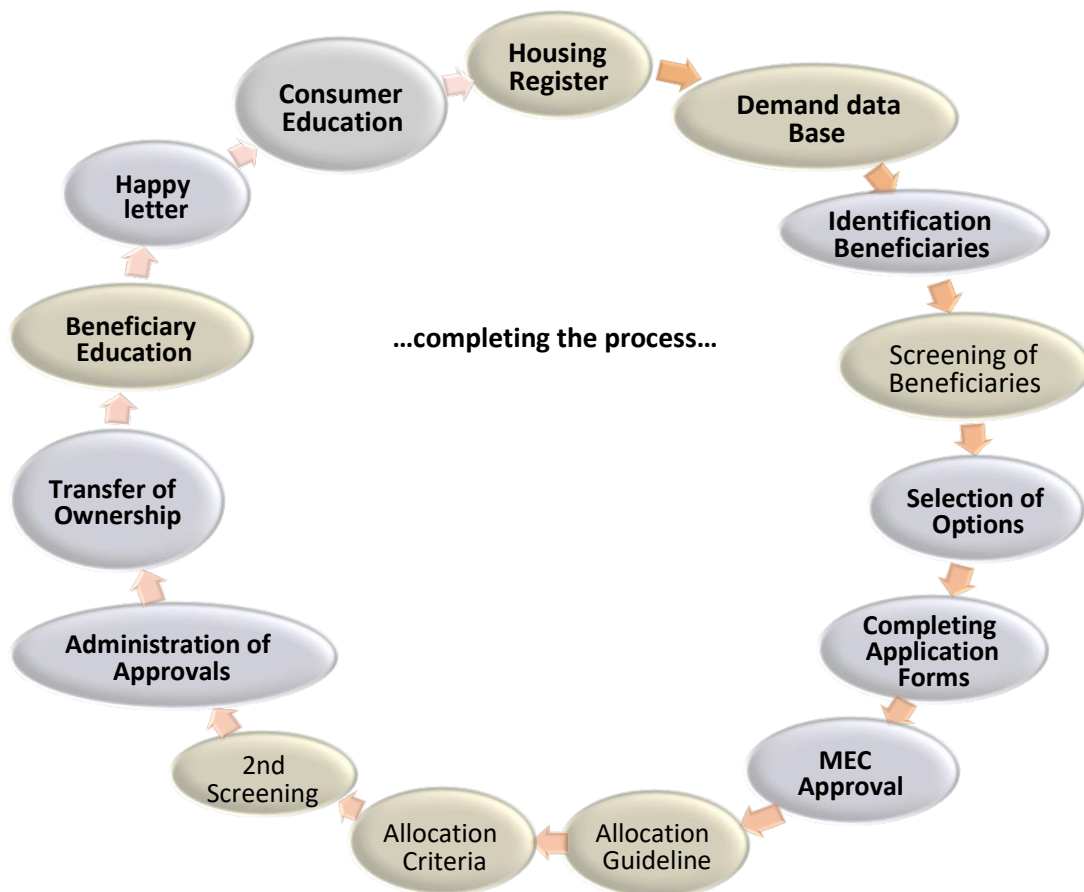 Housing
Register
Consumer
Education
Demand data
Base
Happy
letter
Identification
Beneficiaries
Beneficiary
Education
...completing the process...
Screening of
Beneficiaries
Transfer of
Ownership
Selection of
Options
Administration of
Approvals
Completing
Application
Forms
2nd
Screening
MEC
Approval
Allocation
Criteria
Allocation
Guideline